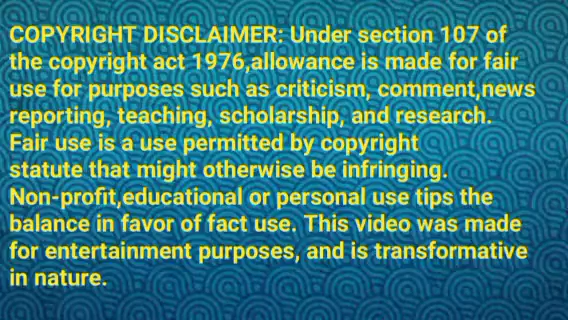 COPYRIGHT DISCLAIMER: Under section 107 of
the copyright act 1976,allowance is made for fair
use for purposes such as criticism, comment,news
reporting, teaching, scholarship, and research.
Fair use is a use permitted by copyright
statute that might otherwise be infringing.
Non-profit,educational or personal use tips the
balance in favor of fact use. This video was made
for entertainment purposes, and is transformative
in nature.